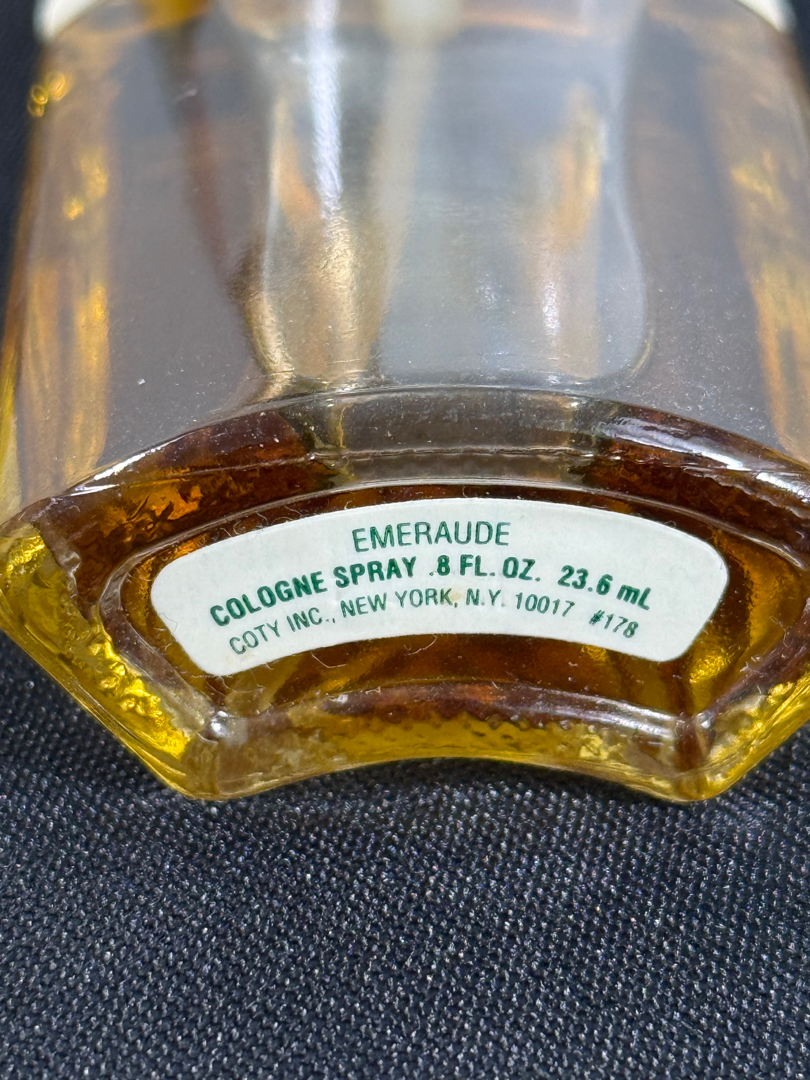 EMERAUDE
COLOGNE SPRAY .8 FL. OZ. 23.6 mL
COTY INC., NEW YORK, N.Y. 10017 #178